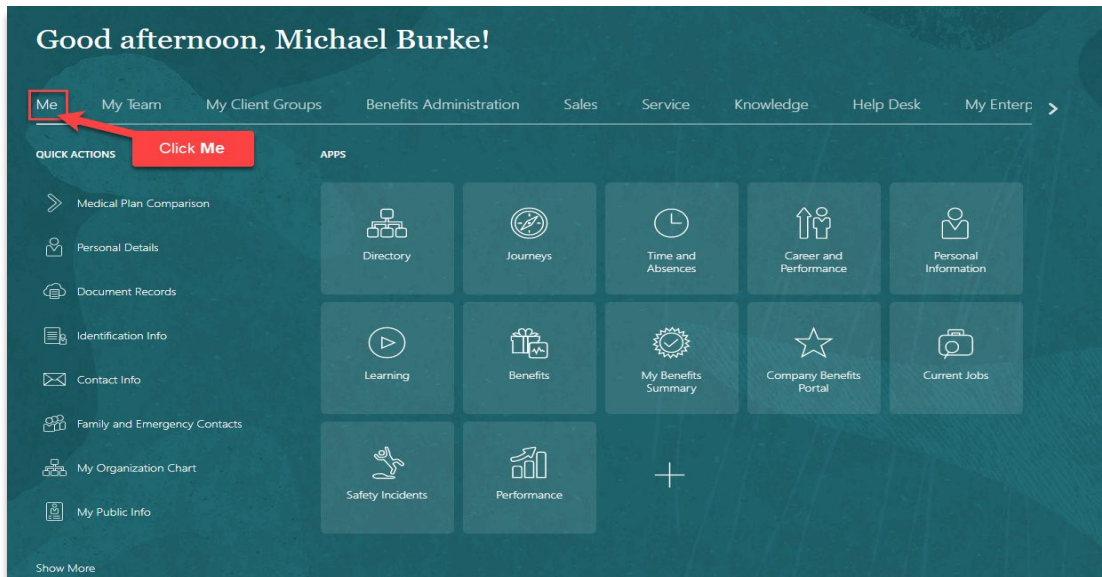 Good afternoon, Michael Burke!
Me My Team My Client Groups Benefits Administration Sales Service Knowledge Help Desk My Enterp
Click Me
QUICK ACTIONS
Medical Plan Comparison
Personal Details
Document Records
Identification Info
Contact Info
Family and Emergency Contacts
My Organization Chart
My Public Info
Show More
APPS
Directory
Journeys
Time and
Absences
Career and
Performance
Personal
Information
Learning
Benefits
My Benefits
Summary
Company Benefits
Portal
Current Jobs
Safety Incidents
Performance